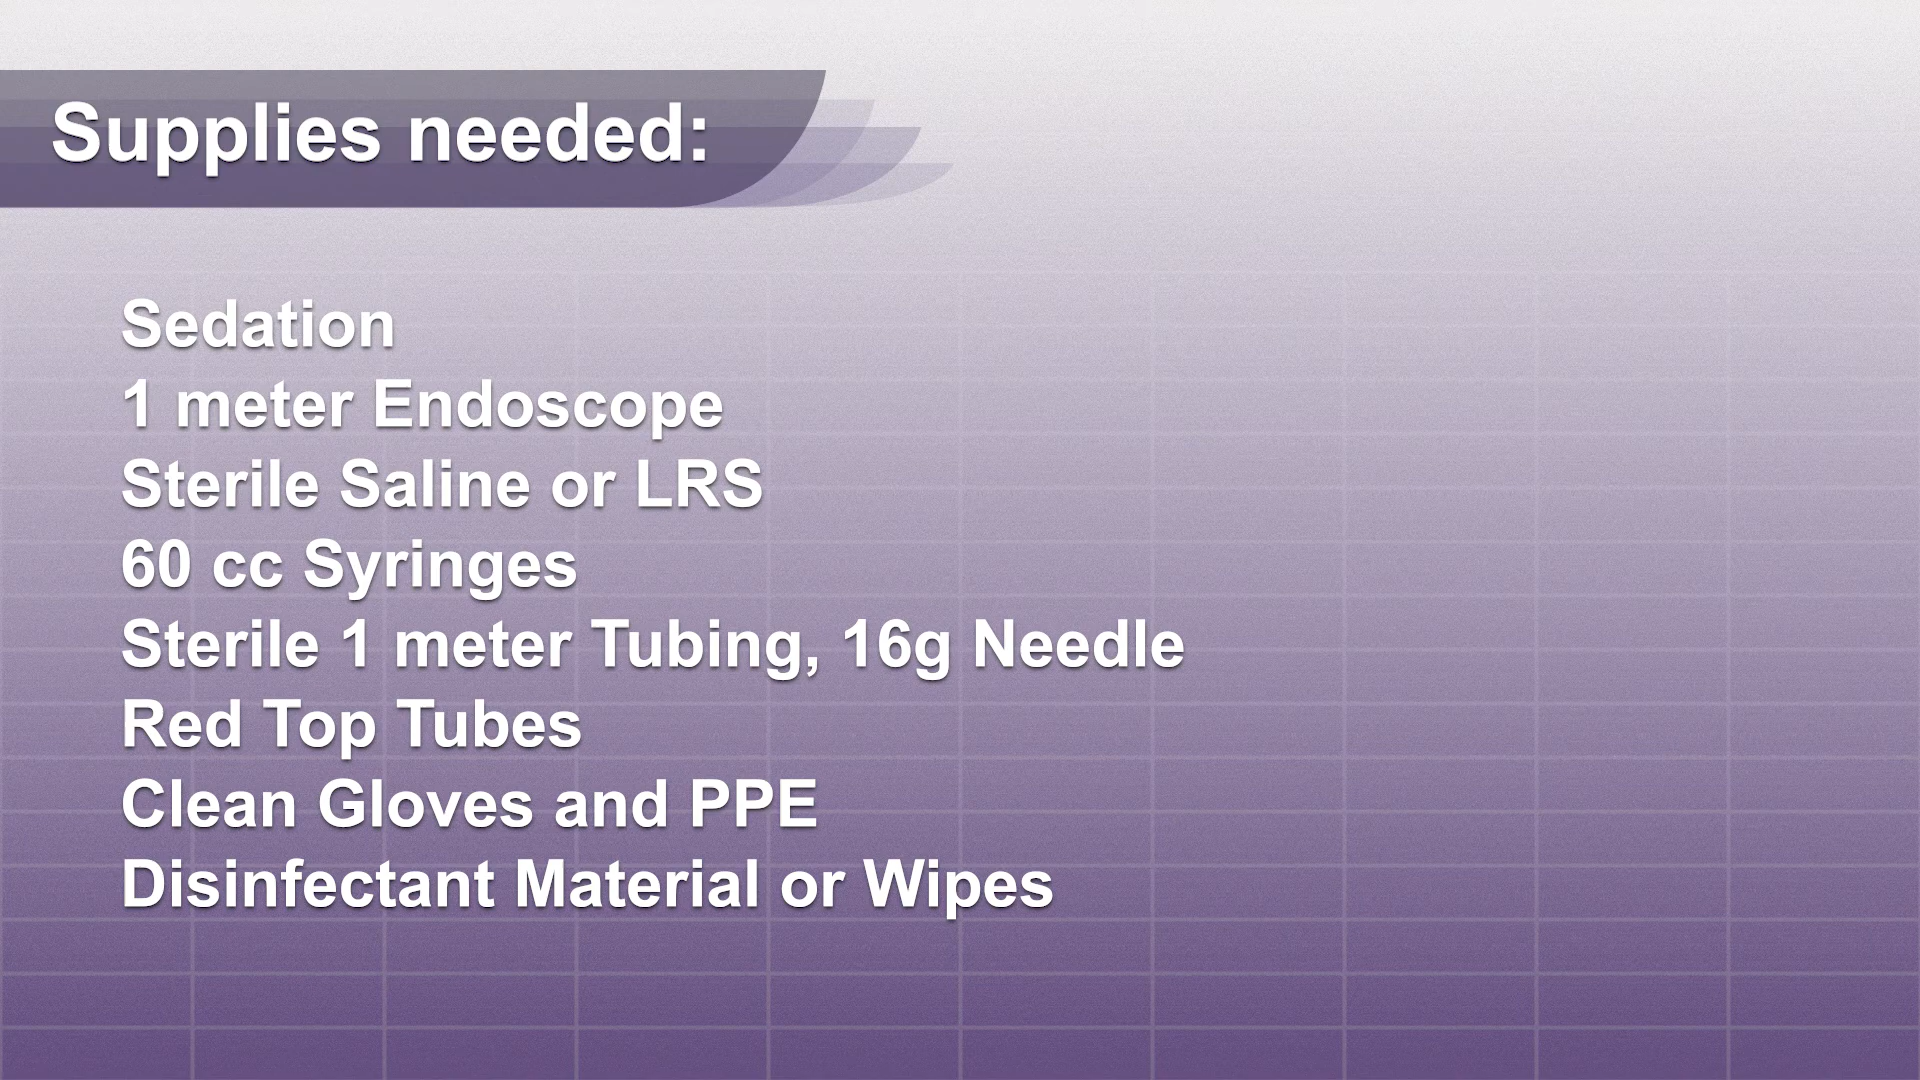 Supplies needed:
Sedation
1 meter Endoscope
Sterile Saline or LRS
60 cc Syringes
Sterile 1 meter Tubing, 16g Needle
Red Top Tubes
Clean Gloves and PPE
Disinfectant Material or Wipes